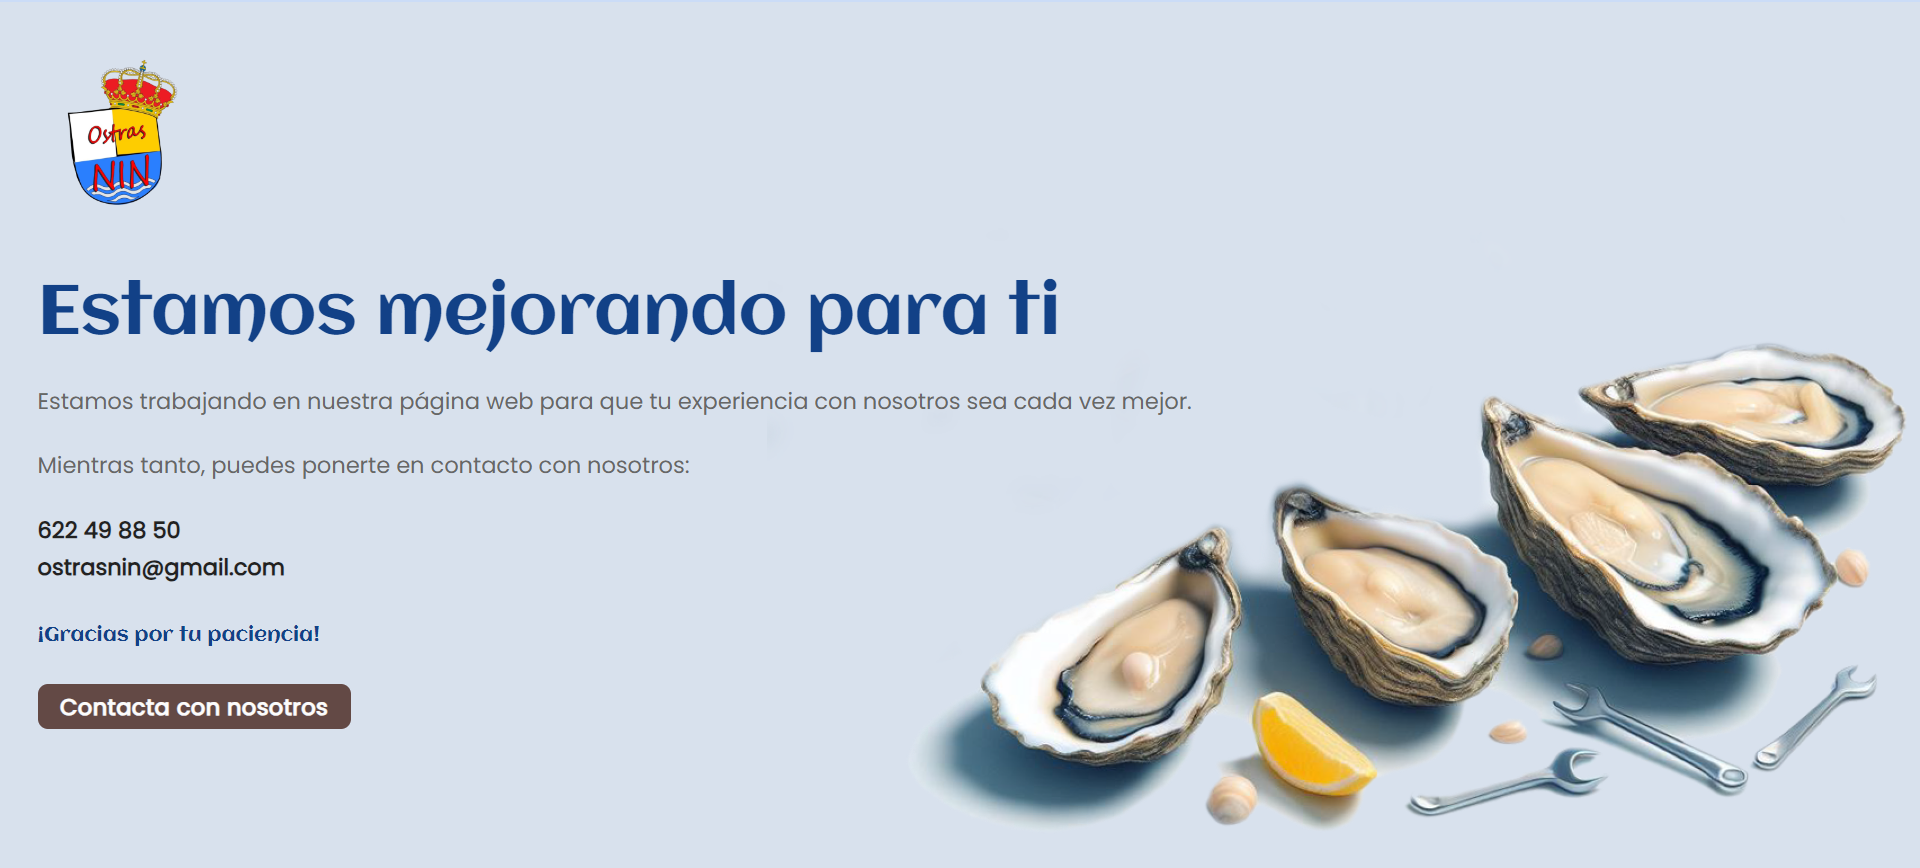 Ostras
NIN
Estamos mejorando para ti
Estamos trabajando en nuestra página web para que tu experiencia con nosotros sea cada vez mejor.
Mientras tanto, puedes ponerte en contacto con nosotros:
622 49 88 50
ostrasnin@gmail.com
¡Gracias por tu paciencia!
Contacta con nosotros